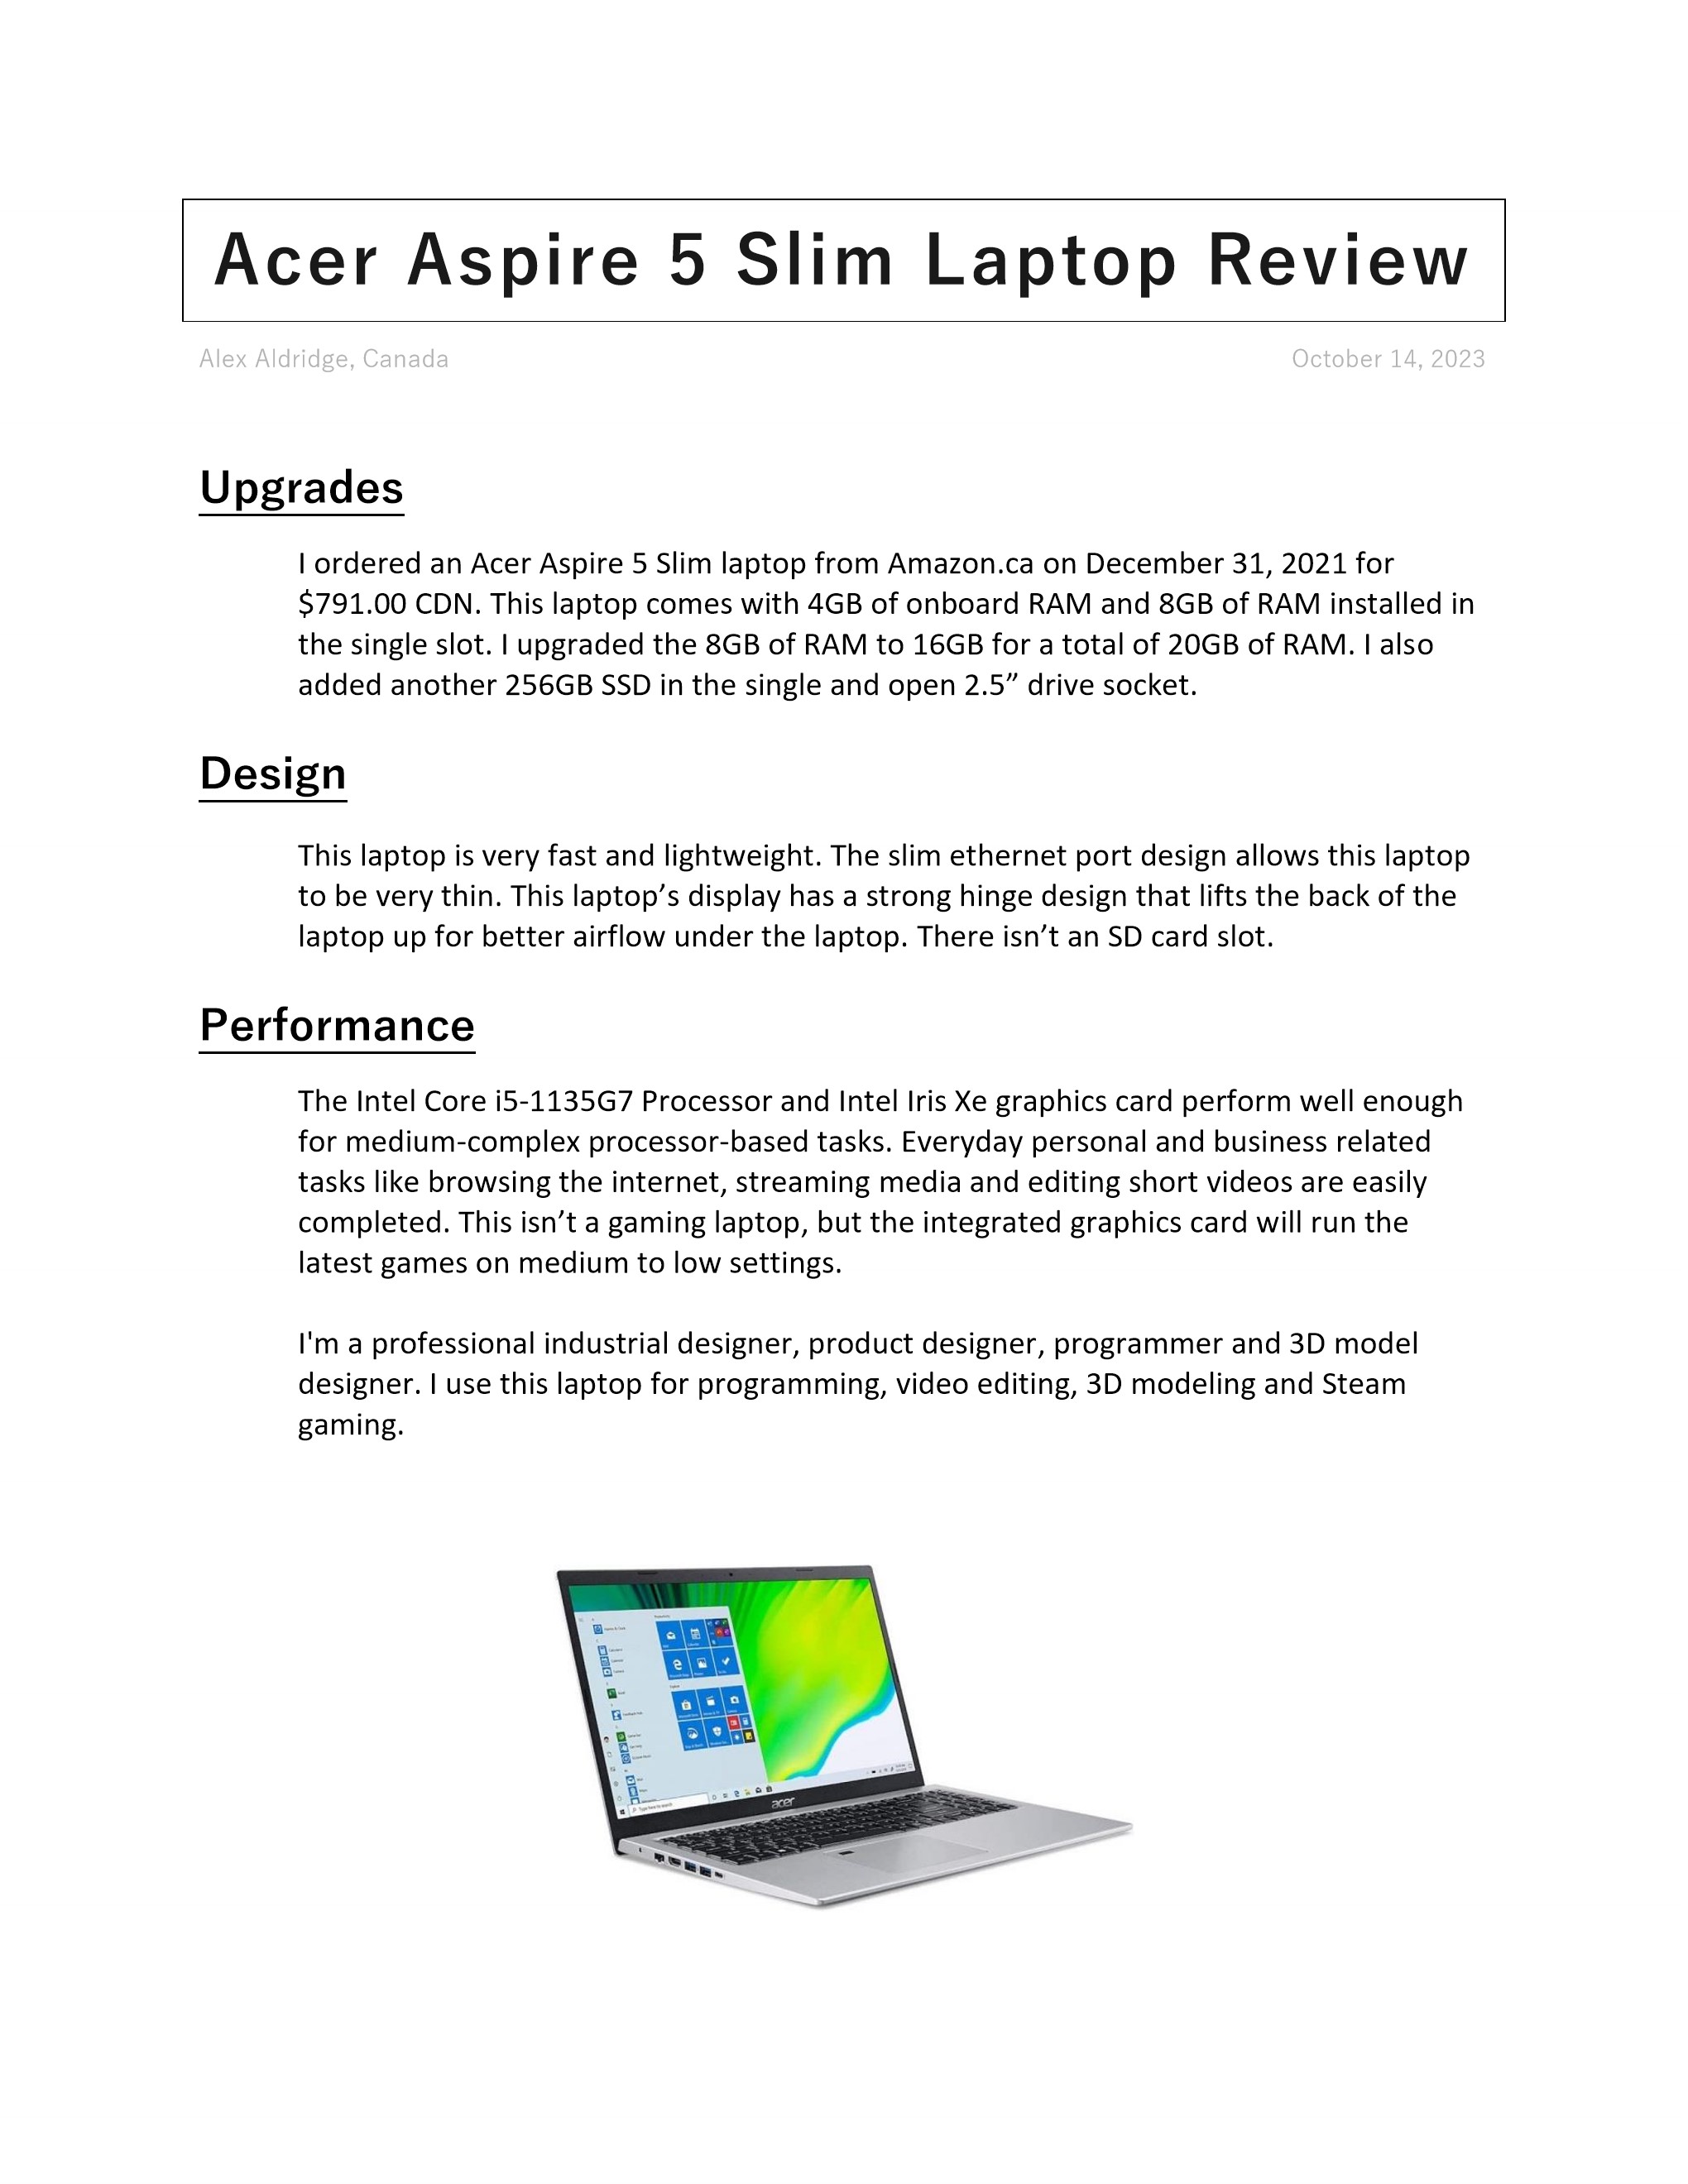 Acer Aspire 5 Slim Laptop Review
Alex Aldridge, Canada
October 14, 2023
Upgrades
I ordered an Acer Aspire 5 Slim laptop from Amazon.ca on December 31, 2021 for
$791.00 CDN. This laptop comes with 4GB of onboard RAM and 8GB of RAM installed in
the single slot. I upgraded the 8GB of RAM to 16GB for a total of 20GB of RAM. I also
added another 256GB SSD in the single and open 2.5” drive socket.
Design
This laptop is very fast and lightweight. The slim ethernet port design allows this laptop
to be very thin. This laptop’s display has a strong hinge design that lifts the back of the
laptop up for better airflow under the laptop. There isn’t an SD card slot.
Performance
The Intel Core i5-1135G7 Processor and Intel Iris Xe graphics card perform well enough
for medium-complex processor-based tasks. Everyday personal and business related
tasks like browsing the internet, streaming media and editing short videos are easily
completed. This isn’t a gaming laptop, but the integrated graphics card will run the
latest games on medium to low settings.
I'm a professional industrial designer, product designer, programmer and 3D model
designer. I use this laptop for programming, video editing, 3D modeling and Steam
gaming.
Type here to search
acer